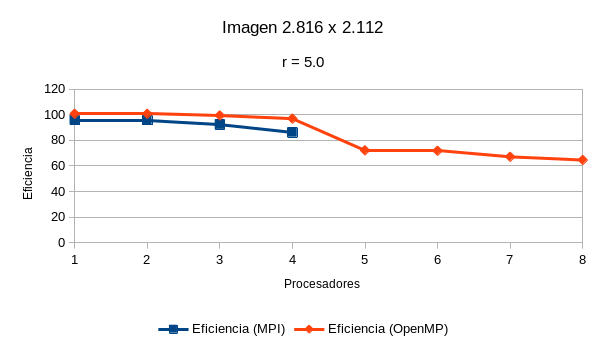 Imagen 2.816 x 2.112
r = 5.0
120
100
80
60
40
20
0
Eficiencia
1 2 3 4 5 6 7 8
Procesadores
Eficiencia (MPI) Eficiencia (OpenMP)